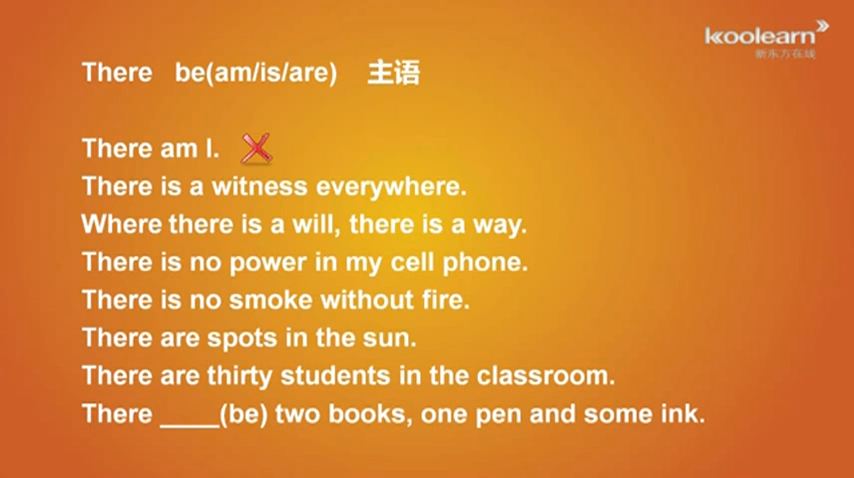 koolearn
新东方在线
There be(am/is/are) 主语
There am I.
There is a witness everywhere.
Where there is a will, there is a way.
There is no power in my cell phone.
There is no smoke without fire.
There are spots in the sun.
There are thirty students in the classroom.
There ____(be) two books, one pen and some ink.